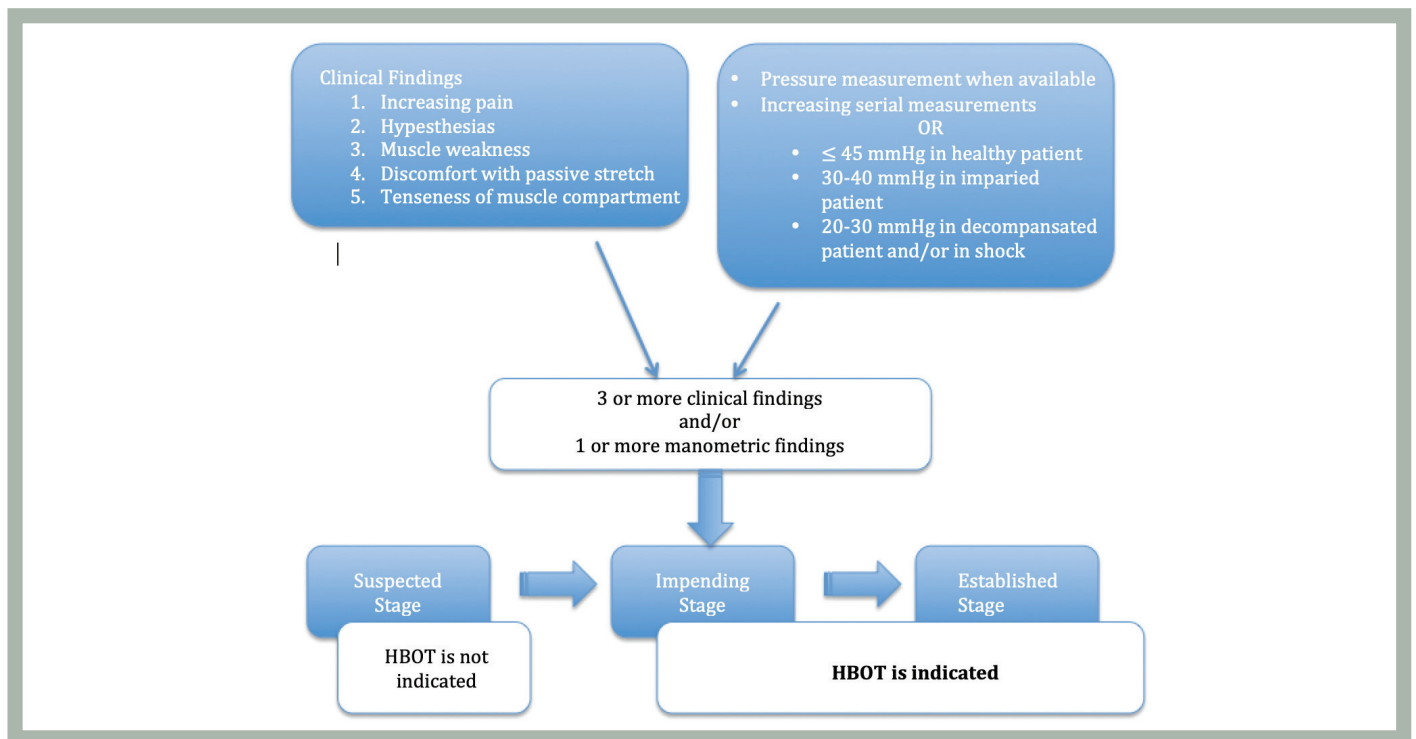 Clinical Findings
1. Increasing pain
2. Hypesthesias
3. Muscle weakness
4. Discomfort with passive stretch
5. Tenseness of muscle compartment
• Pressure measurement when available
• Increasing serial measurements
OR
• ≤ 45 mmHg in healthy patient
• 30-40 mmHg in imparied
patient
• 20-30 mmHg in decompansated
patient and/or in shock
3 or more clinical findings
and/or
1 or more manometric findings
Suspected
Stage
HBOT is not
indicated
Impending
Stage
Established
Stage
HBOT is indicated